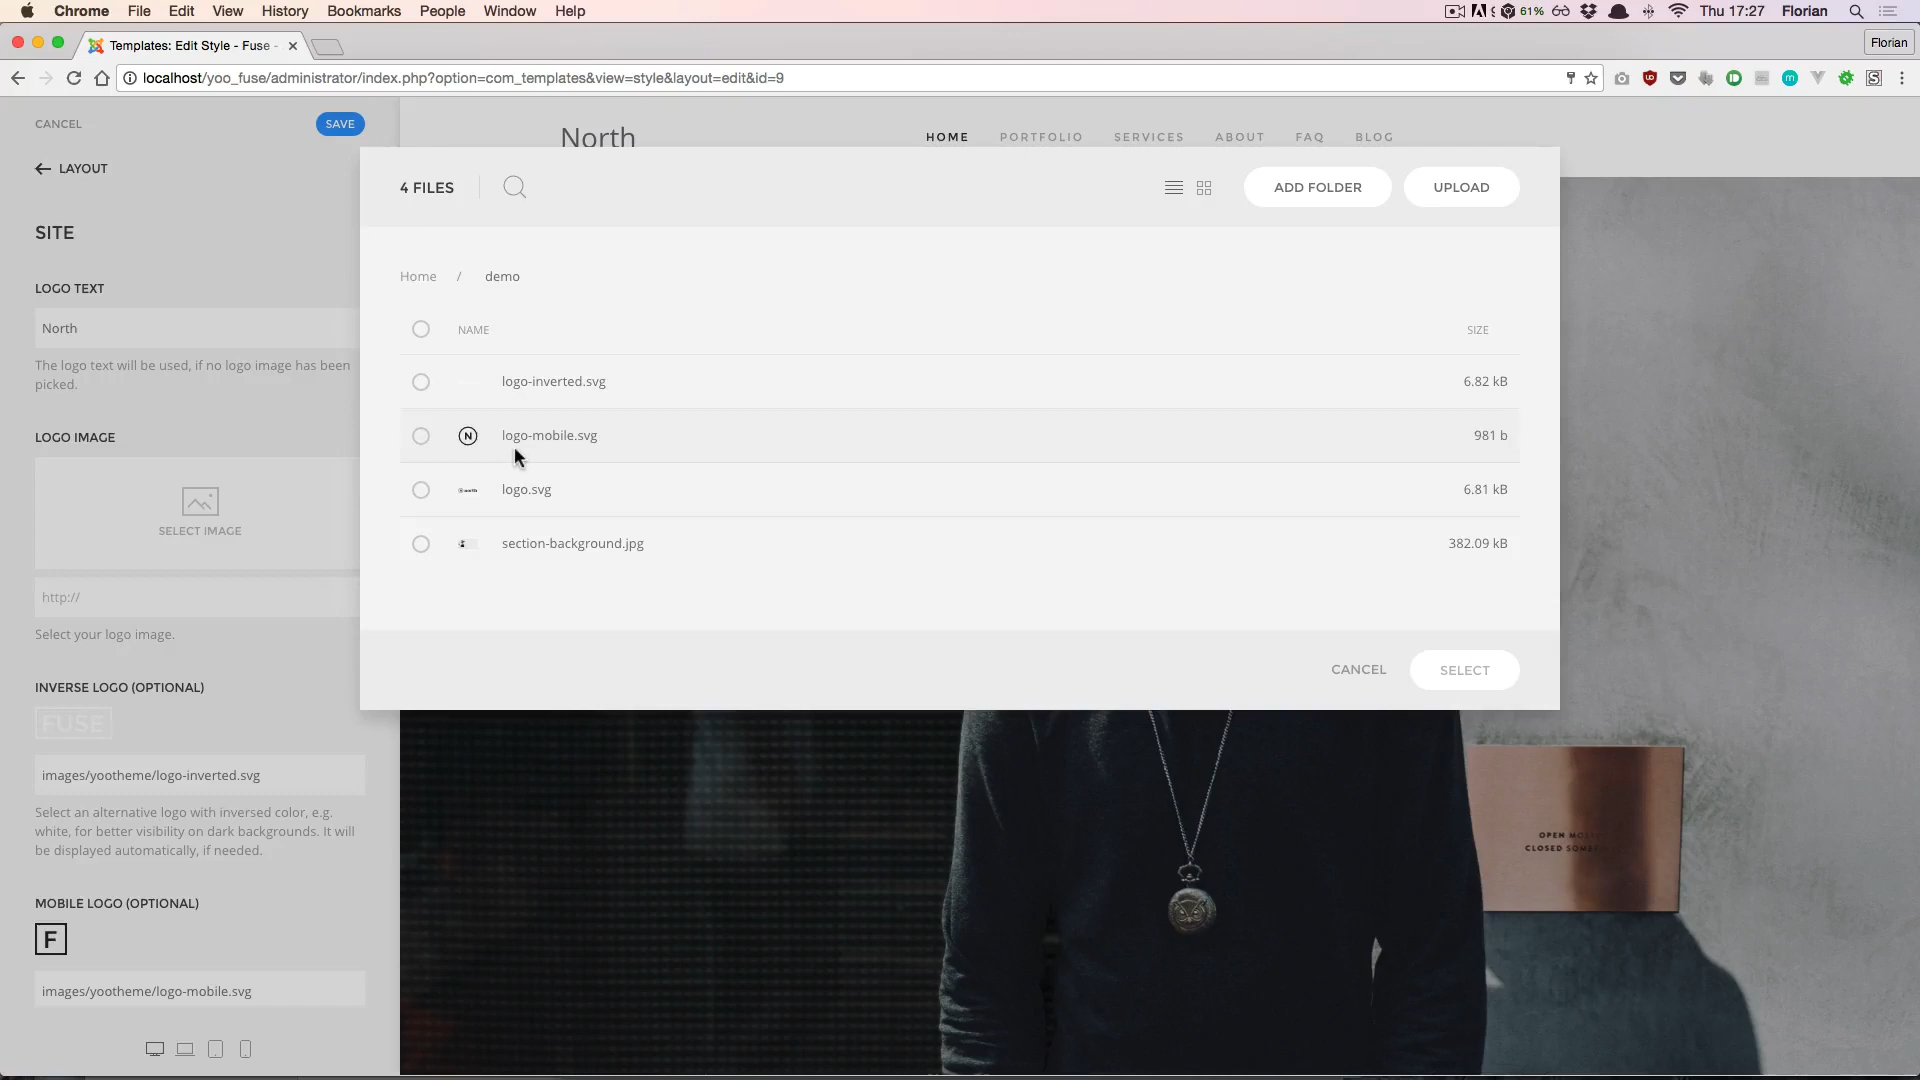 Chrome File Edit View History Bookmarks People Window Help
61% Thu 17:27 Florian
Templates: Edit Style - Fuse -
Florian
localhost/yoo_fuse/administrator/index.php?option=com_templates&view=style&layout=edit&id=9
CANCEL SAVE
North HOME PORTFOLIO SERVICES ABOUT FAQ BLOG
LAYOUT
4 FILES ADD FOLDER UPLOAD
SITE
Home / demo
LOGO TEXT
North
NAME SIZE
The logo text will be used, if no logo image has been
picked.
logo-inverted.svg 6.82 kB
LOGO IMAGE
N logo-mobile.svg 981 b
north logo.svg 6.81 kB
SELECT IMAGE
section-background.jpg 382.09 kB
http://
Select your logo image.
CANCEL SELECT
INVERSE LOGO (OPTIONAL)
FUSE
images/yootheme/logo-inverted.svg
Select an alternative logo with inversed color, e.g.
white, for better visibility on dark backgrounds. It will
be displayed automatically, if needed.
OPEN
CLOSED
MOBILE LOGO (OPTIONAL)
F
images/yootheme/logo-mobile.svg